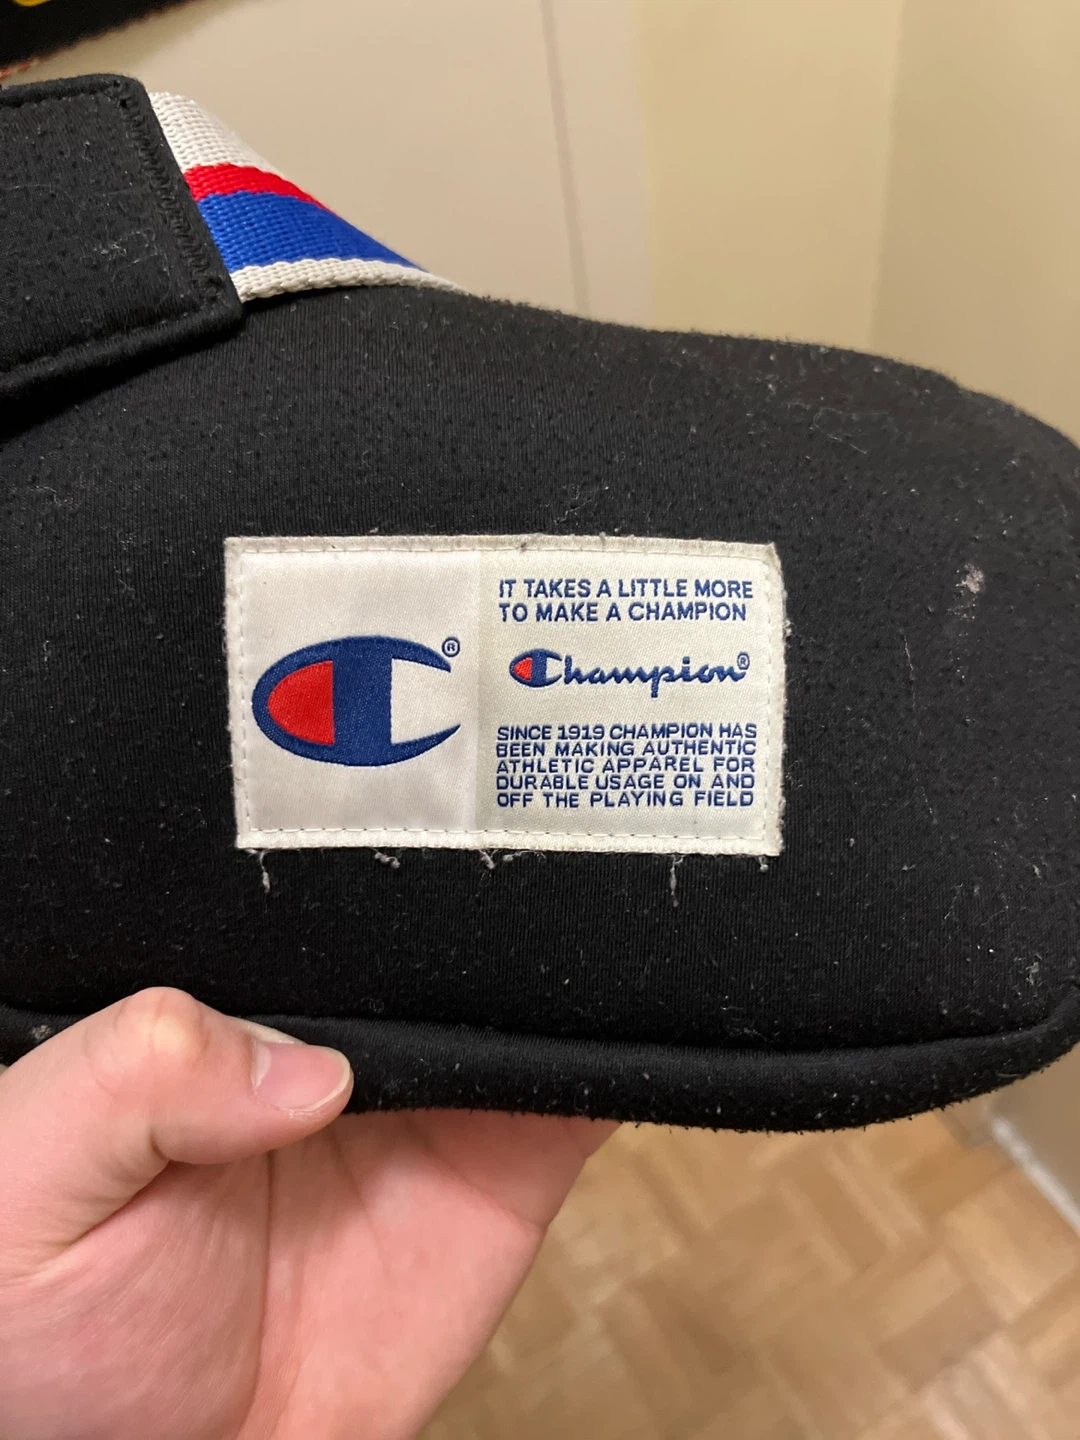 IT TAKES A LITTLE MORE
TO MAKE A CHAMPION
Champion®
SINCE 1919 CHAMPION HAS
BEEN MAKING AUTHENTIC
ATHLETIC APPAREL FOR
DURABLE USAGE ON AND
OFF THE PLAYING FIELD
C®